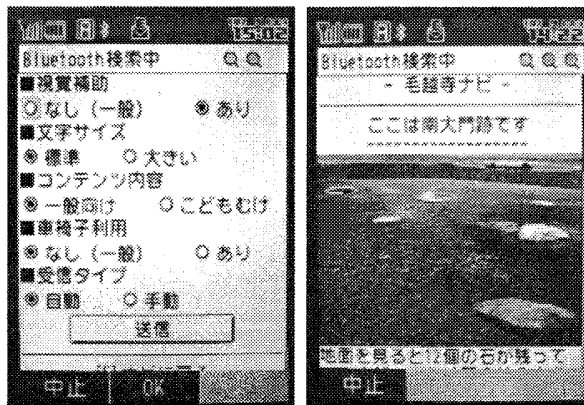 15:02
Bluetooth検索中
■視覚補助
なし（一般） あり
■文字サイズ
標準 大きい
■コンテンツ内容
一般向け こどもむけ
■車椅子利用
なし（一般） あり
■受信タイプ
自動 手動
送信
中止 OK
14:22
Bluetooth検索中
- 毛越寺ナビ -
ここは南大門跡です
地面を見ると12個の石が残って
中止